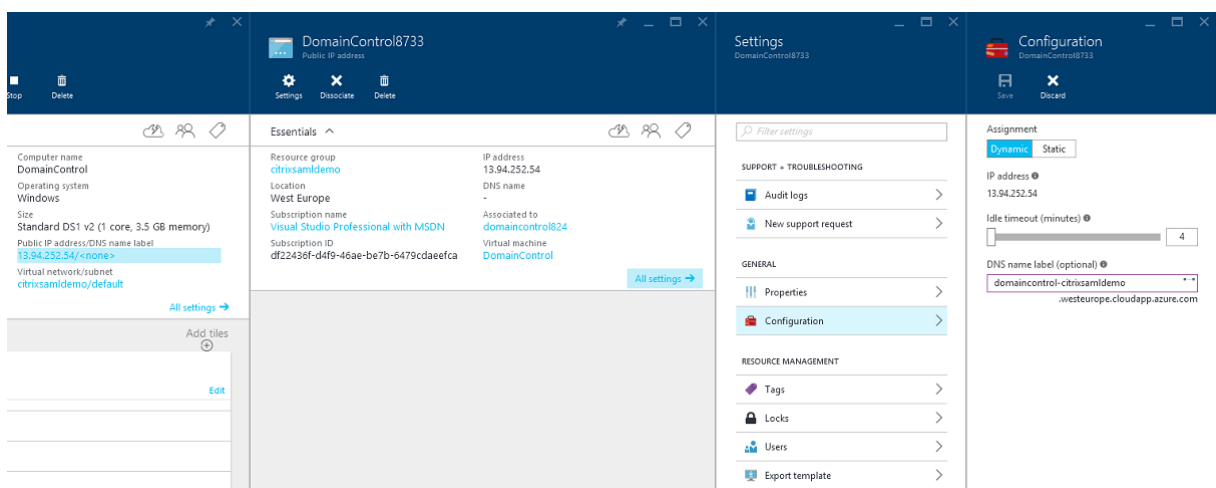 Stop
Delete
Computer name
DomainControl
Operating system
Windows
Size
Standard DS1 v2 (1 core, 3.5 GB memory)
Public IP address/DNS name label
13.94.252.54/<none>
Virtual network/subnet
citrixsamldemo/default
All settings →
Add tiles
Edit
DomainControl8733
Public IP address
Settings
Dissociate
Delete
Essentials
Resource group
citrixsamldemo
Location
West Europe
Subscription name
Visual Studio Professional with MSDN
Subscription ID
df22436f-d4f9-46ae-be7b-6479cdaeefca
IP address
13.94.252.54
DNS name
-
Associated to
domaincontrol824
Virtual machine
DomainControl
All settings →
Settings
DomainControl8733
Filter settings
SUPPORT + TROUBLESHOOTING
Audit logs
New support request
GENERAL
Properties
Configuration
RESOURCE MANAGEMENT
Tags
Locks
Users
Export template
Configuration
DomainControl8733
Save
Discard
Assignment
Dynamic Static
IP address
13.94.252.54
Idle timeout (minutes)
4
DNS name label (optional)
domaincontrol-citrixsamldemo
.westeurope.cloudapp.azure.com